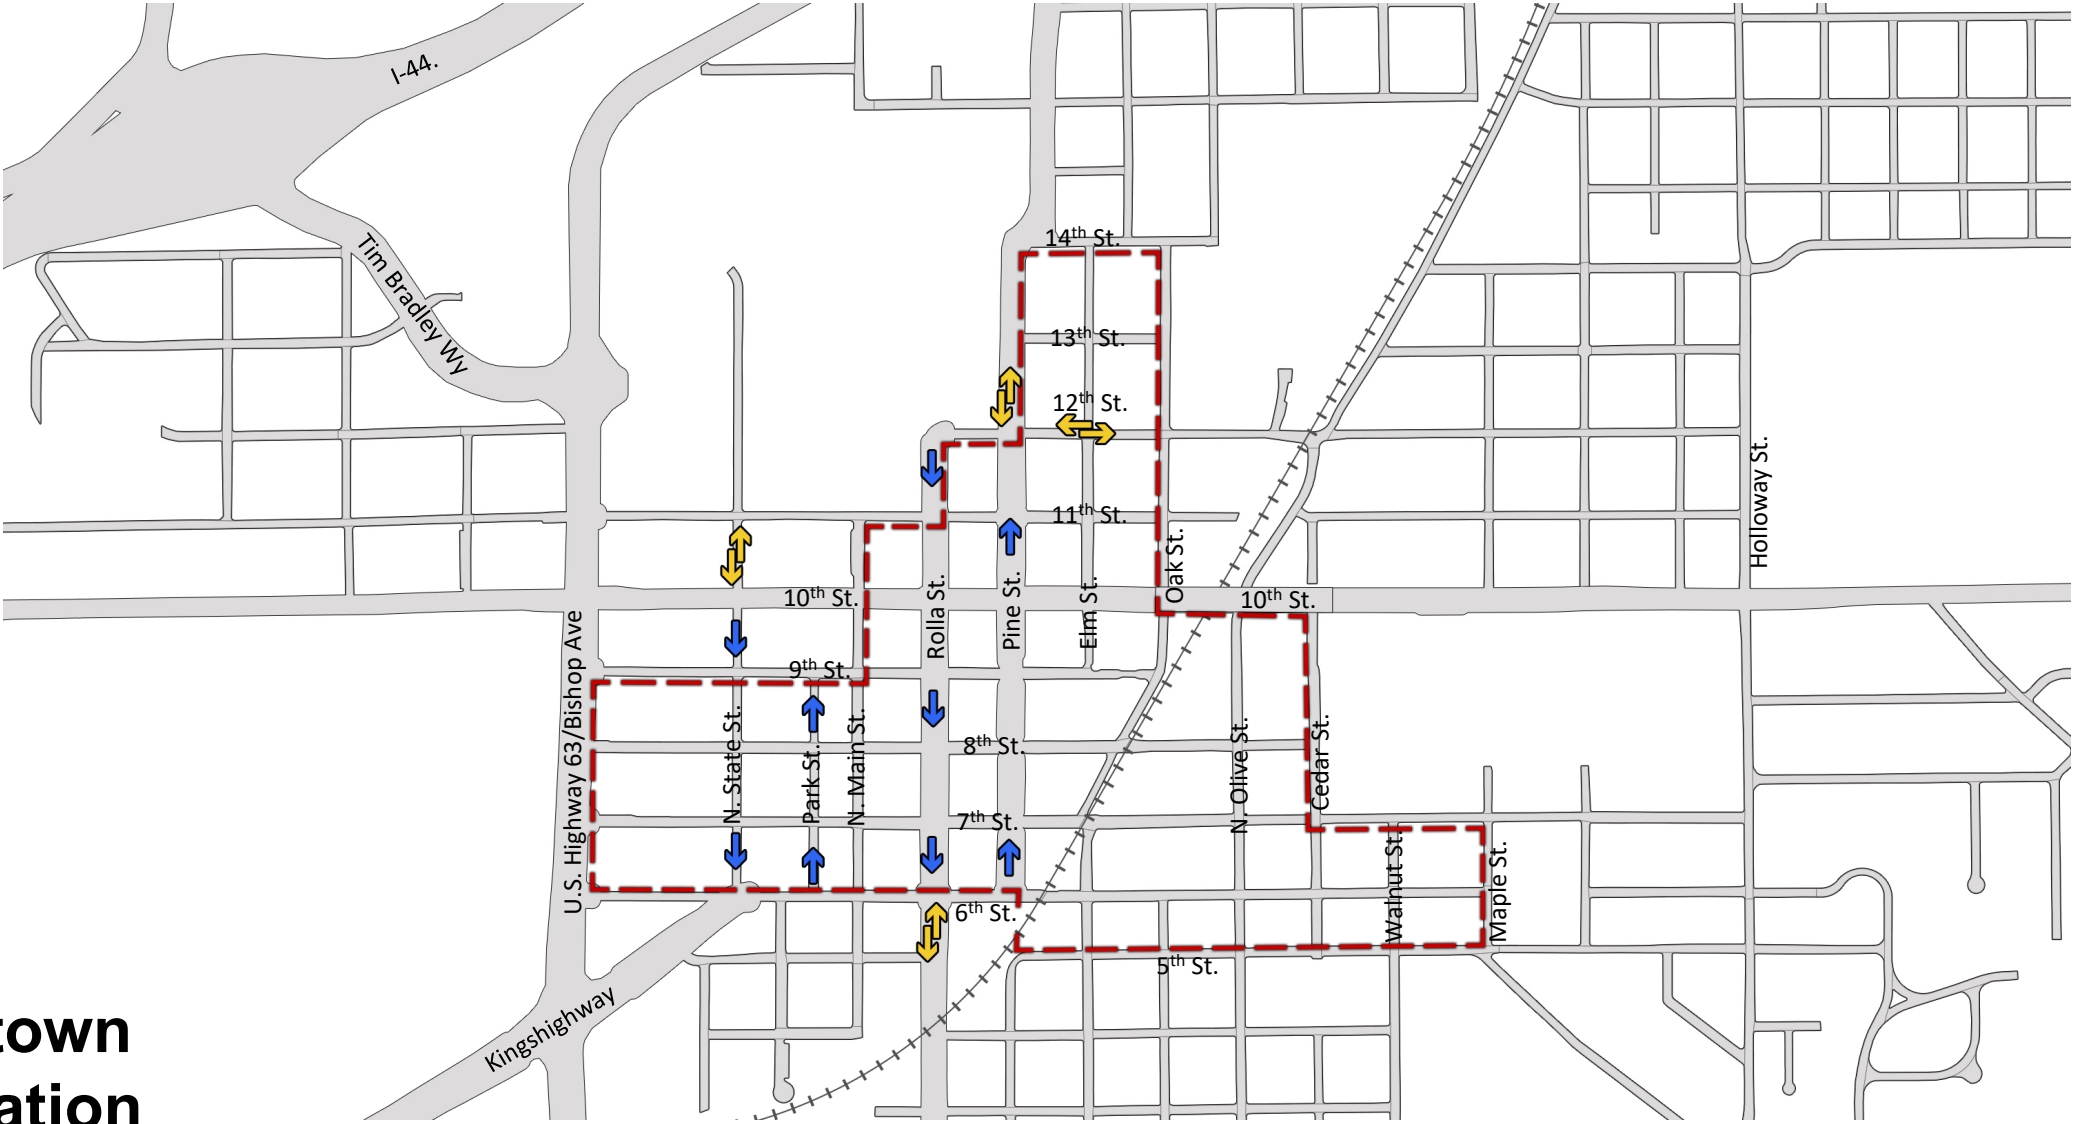 I-44.
Tim Bradley Wy
14th St.
13th St.
12th St.
11th St.
Holloway St.
Oak St.
10th St.
10th St.
Rolla St.
Pine St.
Elm St.
U.S. Highway 63/Bishop Ave
9th St.
N. State St.
Park St.
N. Main St.
8th St.
N. Olive St.
Cedar St.
7th St.
Walnut St.
Maple St.
6th St.
5th St.
Kingshighway
town
ation